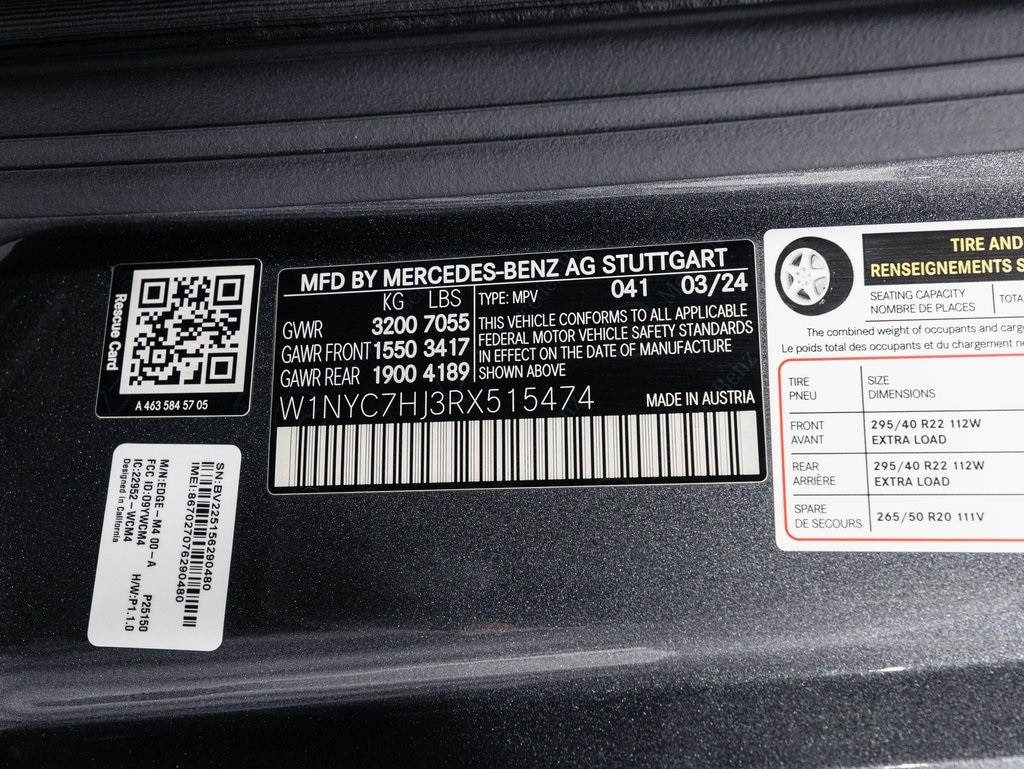 Rescue Card
A 463 584 57 05
SN:BV225156290480
IMEI:867027076290480
M/N:EDGE-M4 00-A P25150
FCC ID:09YWCM4 H/W:P1.1.0
IC:22952-WCM4
Designed in California
MFD BY MERCEDES-BENZ AG STUTTGART
KG LBS TYPE: MPV 041 03/24
GVWR 3200 7055
GAWR FRONT 1550 3417
GAWR REAR 1900 4189
THIS VEHICLE CONFORMS TO ALL APPLICABLE
FEDERAL MOTOR VEHICLE SAFETY STANDARDS
IN EFFECT ON THE DATE OF MANUFACTURE
SHOWN ABOVE
W1NYC7HJ3RX515474 MADE IN AUSTRIA
TIRE AND
RENSEIGNEMENTS S
SEATING CAPACITY
NOMBRE DE PLACES
The combined weight of occupants and
Le poids total des occupants et du chargement
TIRE
PNEU
SIZE
DIMENSIONS
FRONT
AVANT
295/40 R22 112W
EXTRA LOAD
REAR
ARRIÈRE
295/40 R22 112W
EXTRA LOAD
SPARE
DE SECOURS
265/50 R20 111V